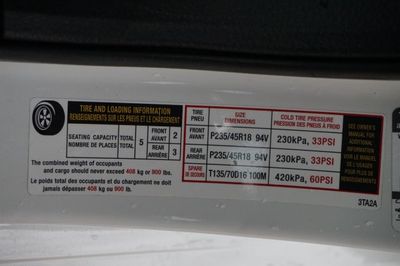 TIRE AND LOADING INFORMATION
RENSEIGNEMENTS SUR LES PNEUS ET LE CHARGEMENT
SEATING CAPACITY TOTAL 5 FRONT AVANT 2
NOMBRE DE PLACES TOTAL REAR ARRIÈRE 3
The combined weight of occupants
and cargo should never exceed 408 kg or 900 lbs.
Le poids total des occupants et du chargement ne doit
jamais dépasser 408 kg ou 900 lb.
TIRE PNEU SIZE DIMENSIONS COLD TIRE PRESSURE PRESSION DES PNEUS À FROID
FRONT AVANT P235/45R18 94V 230kPa, 33PSI
REAR ARRIÈRE P235/45R18 94V 230kPa, 33PSI
SPARE DE SECOURS T135/70D16 100M 420kPa, 60PSI
SEE OWNER'S
MANUAL FOR
ADDITIONAL
INFORMATION
VOIR LE MANUEL
DE L'USAGER
POUR PLUS DE
RENSEIGNEMENTS
3TA2A